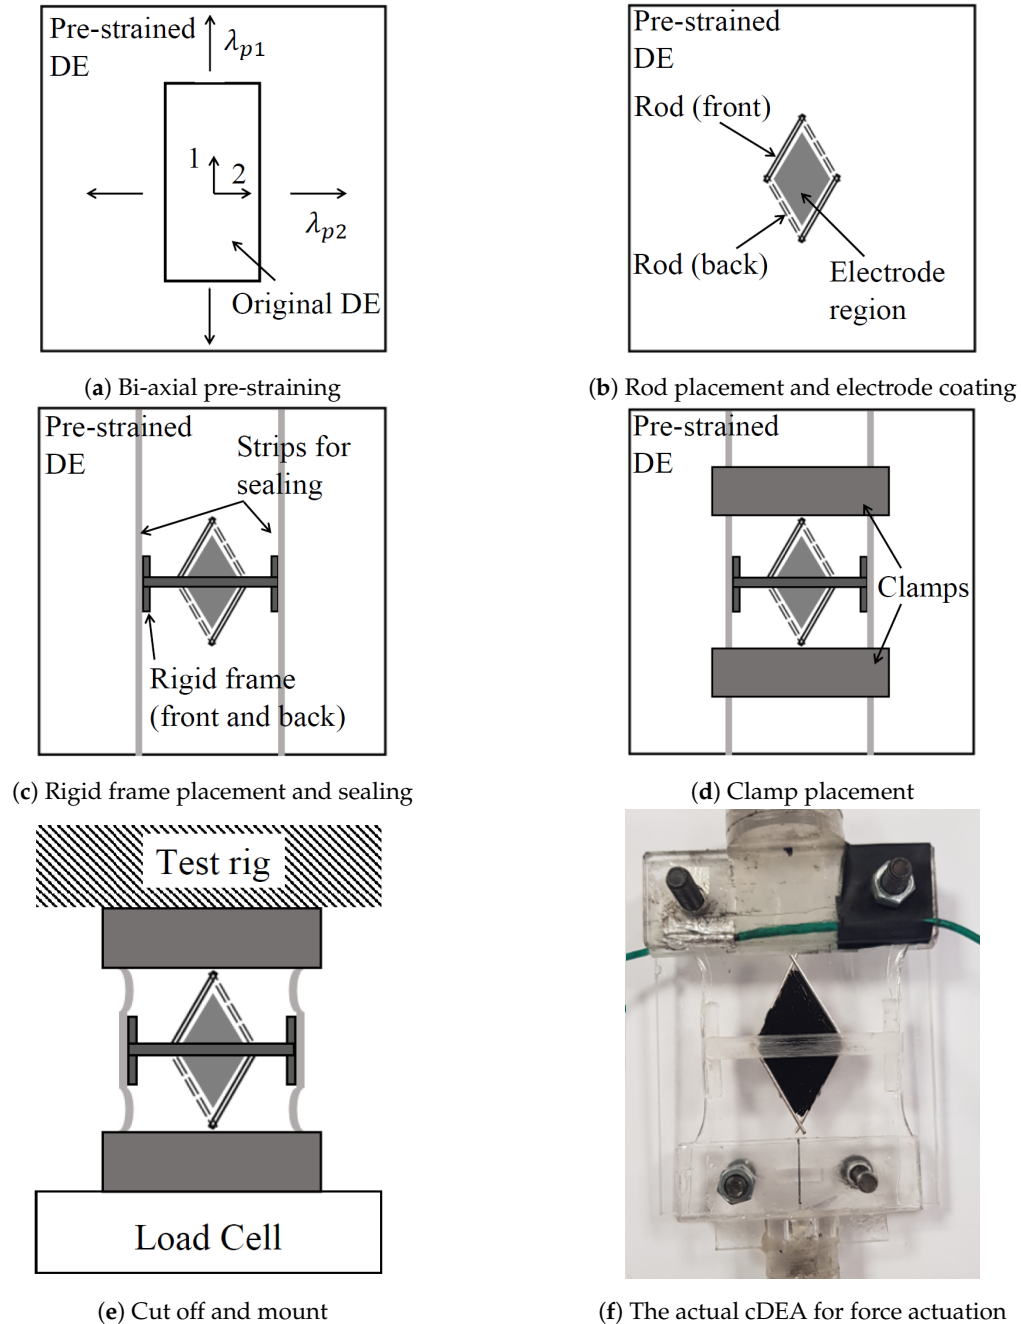 Pre-strained
DE
λp1
1
2
λp2
Original DE
(a) Bi-axial pre-straining
Pre-strained
DE
Rod (front)
Rod (back)
Electrode
region
(b) Rod placement and electrode coating
Pre-strained
DE
Strips for
sealing
Rigid frame
(front and back)
(c) Rigid frame placement and sealing
Pre-strained
DE
Clamps
(d) Clamp placement
Test rig
Load Cell
(e) Cut off and mount
(f) The actual cDEA for force actuation